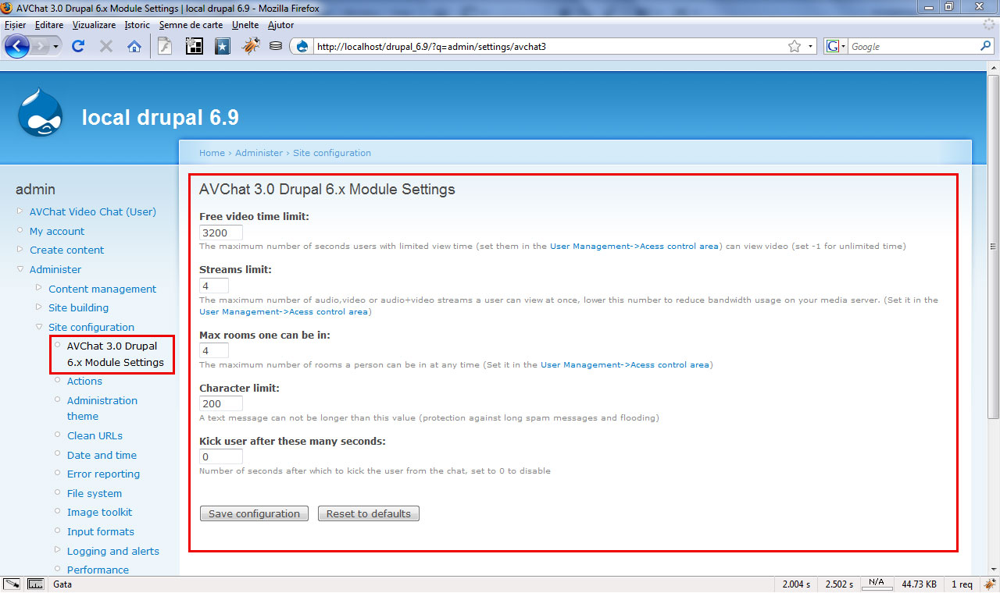 AVChat 3.0 Drupal 6.x Module Settings | local drupal 6.9 - Mozilla Firefox
Fișier Editare Vizualizare Istoric Semne de carte Unelte Ajutor
http://localhost/drupal_6.9/?q=admin/settings/avchat3
Google
local drupal 6.9
Home › Administer › Site configuration
admin
AVChat Video Chat (User)
My account
Create content
Administer
Content management
Site building
Site configuration
AVChat 3.0 Drupal
6.x Module Settings
Actions
Administration
theme
Clean URLs
Date and time
Error reporting
File system
Image toolkit
Input formats
Logging and alerts
Performance
AVChat 3.0 Drupal 6.x Module Settings
Free video time limit:
3200
The maximum number of seconds users with limited view time (set them in the User Management->Acess control area) can view video (set -1 for unlimited time)
Streams limit:
4
The maximum number of audio,video or audio+video streams a user can view at once, lower this number to reduce bandwidth usage on your media server. (Set it in the
User Management->Acess control area)
Max rooms one can be in:
4
The maximum number of rooms a person can be in at any time (Set it in the User Management->Acess control area)
Character limit:
200
A text message can not be longer than this value (protection against long spam messages and flooding)
Kick user after these many seconds:
0
Number of seconds after which to kick the user from the chat, set to 0 to disable
Save configuration Reset to defaults
Gata
2.004 s 2.502 s N/A 44.73 KB 1 req